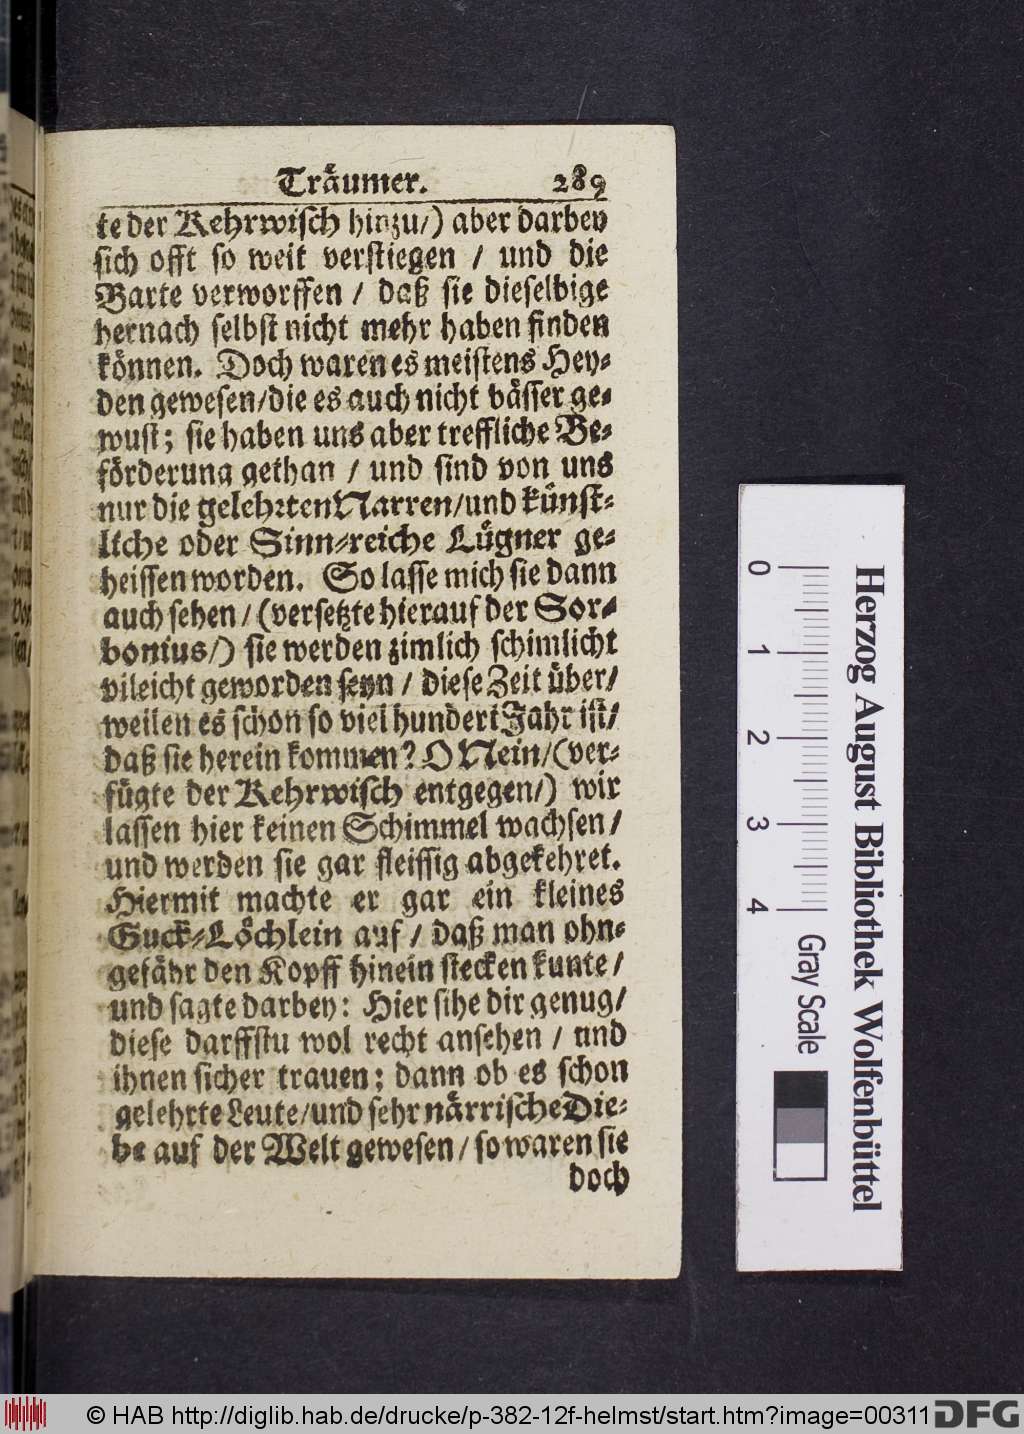 Träumer. 289
te der Kehrwisch hinzu/) aber darbey
sich offt so weit verstiegen / und die
Barte verworffen / daß sie dieselbige
hernach selbst nicht mehr haben finden
können. Doch waren es meistens Hey-
den gewesen/die es auch nicht bässer ge-
wust; sie haben uns aber treffliche Be-
förderung gethan / und sind von uns
nur die gelehrten Narren/und künst-
liche oder Sinn-reiche Lügner ge-
heissen worden. So lasse mich sie dann
auch sehen / (versetzte hierauf der Sor-
bonius/) sie werden zimlich schimlicht
vileicht geworden seyn / diese Zeit über/
weilen es schon so viel hundert Jahr ist/
daß sie herein kommen? O Nein/(ver-
fügte der Kehrwisch entgegen/) wir
lassen hier keinen Schimmel wachsen/
und werden sie gar fleissig abgekehret.
Hiermit machte er gar ein kleines
Guck-Löchlein auf / daß man ohn-
gefähr den Kopff hinein stecken kunte/
und sagte darbey: Hier sihe dir genug/
diese darffstu wol recht ansehen / und
ihnen sicher trauen; dann ob es schon
gelehrte Leute/und sehr närrische Die-
be auf der Welt gewesen / so waren sie
doch
0 1 2 3 4
Gray Scale
Herzog August Bibliothek Wolfenbüttel
© HAB http://diglib.hab.de/drucke/p-382-12f-helmst/start.htm?image=00311
DFG